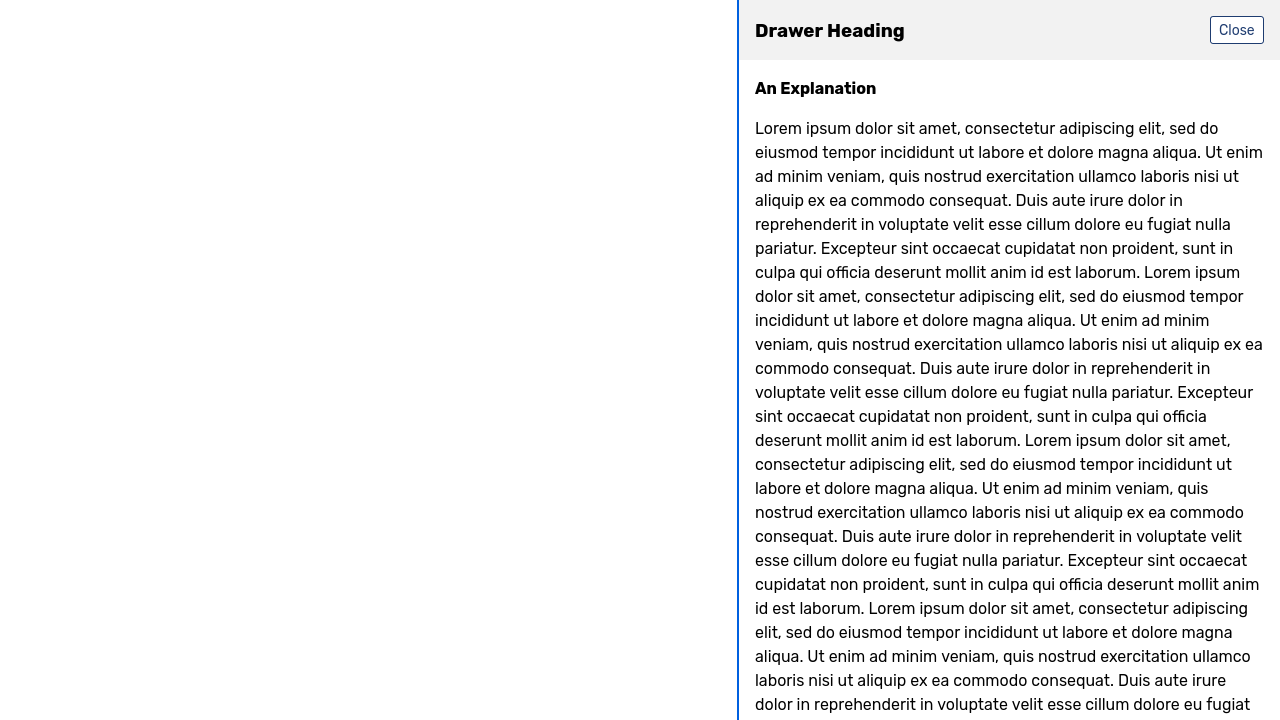 Drawer Heading
Close
An Explanation
Lorem ipsum dolor sit amet, consectetur adipiscing elit, sed do
eiusmod tempor incididunt ut labore et dolore magna aliqua. Ut enim
ad minim veniam, quis nostrud exercitation ullamco laboris nisi ut
aliquip ex ea commodo consequat. Duis aute irure dolor in
reprehenderit in voluptate velit esse cillum dolore eu fugiat nulla
pariatur. Excepteur sint occaecat cupidatat non proident, sunt in
culpa qui officia deserunt mollit anim id est laborum. Lorem ipsum
dolor sit amet, consectetur adipiscing elit, sed do eiusmod tempor
incididunt ut labore et dolore magna aliqua. Ut enim ad minim
veniam, quis nostrud exercitation ullamco laboris nisi ut aliquip ex ea
commodo consequat. Duis aute irure dolor in reprehenderit in
voluptate velit esse cillum dolore eu fugiat nulla pariatur. Excepteur
sint occaecat cupidatat non proident, sunt in culpa qui officia
deserunt mollit anim id est laborum. Lorem ipsum dolor sit amet,
consectetur adipiscing elit, sed do eiusmod tempor incididunt ut
labore et dolore magna aliqua. Ut enim ad minim veniam, quis
nostrud exercitation ullamco laboris nisi ut aliquip ex ea commodo
consequat. Duis aute irure dolor in reprehenderit in voluptate velit
esse cillum dolore eu fugiat nulla pariatur. Excepteur sint occaecat
cupidatat non proident, sunt in culpa qui officia deserunt mollit anim
id est laborum. Lorem ipsum dolor sit amet, consectetur adipiscing
elit, sed do eiusmod tempor incididunt ut labore et dolore magna
aliqua. Ut enim ad minim veniam, quis nostrud exercitation ullamco
laboris nisi ut aliquip ex ea commodo consequat. Duis aute irure
dolor in reprehenderit in voluptate velit esse cillum dolore eu fugiat